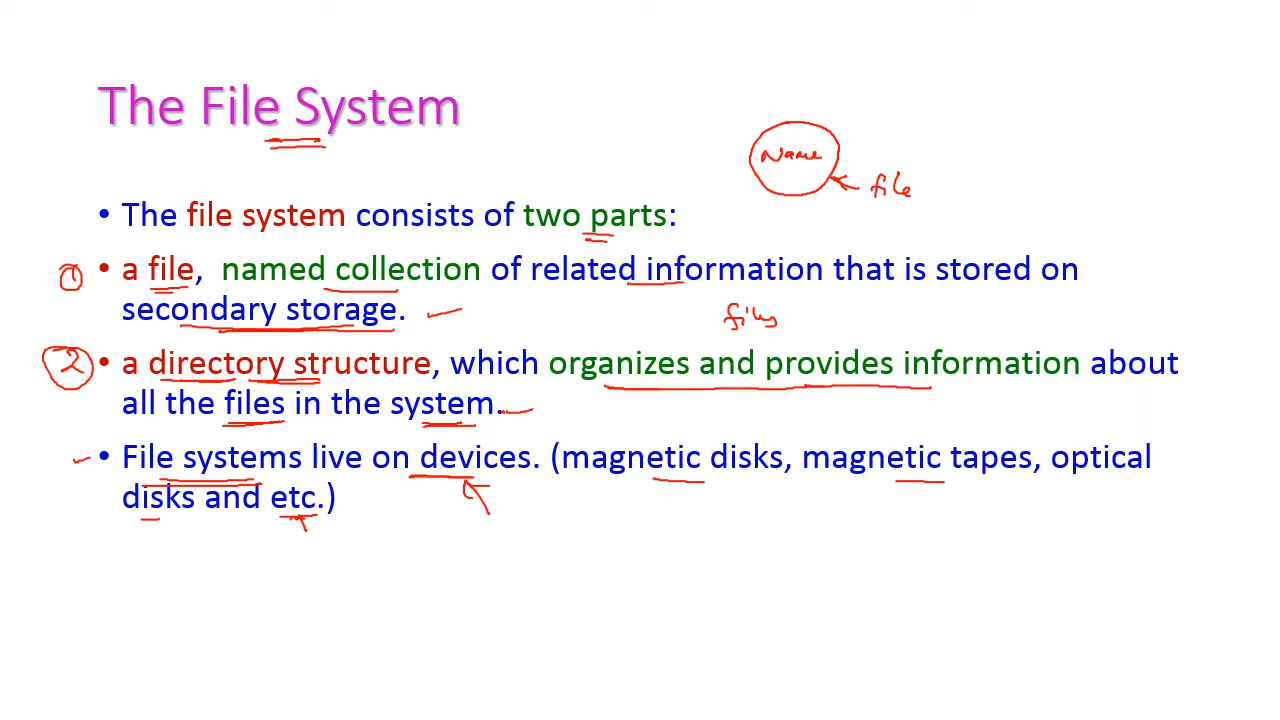 The File System
Name
file
• The file system consists of two parts:
1 • a file, named collection of related information that is stored on
secondary storage.
files
2 • a directory structure, which organizes and provides information about
all the files in the system.
• File systems live on devices. (magnetic disks, magnetic tapes, optical
disks and etc.)